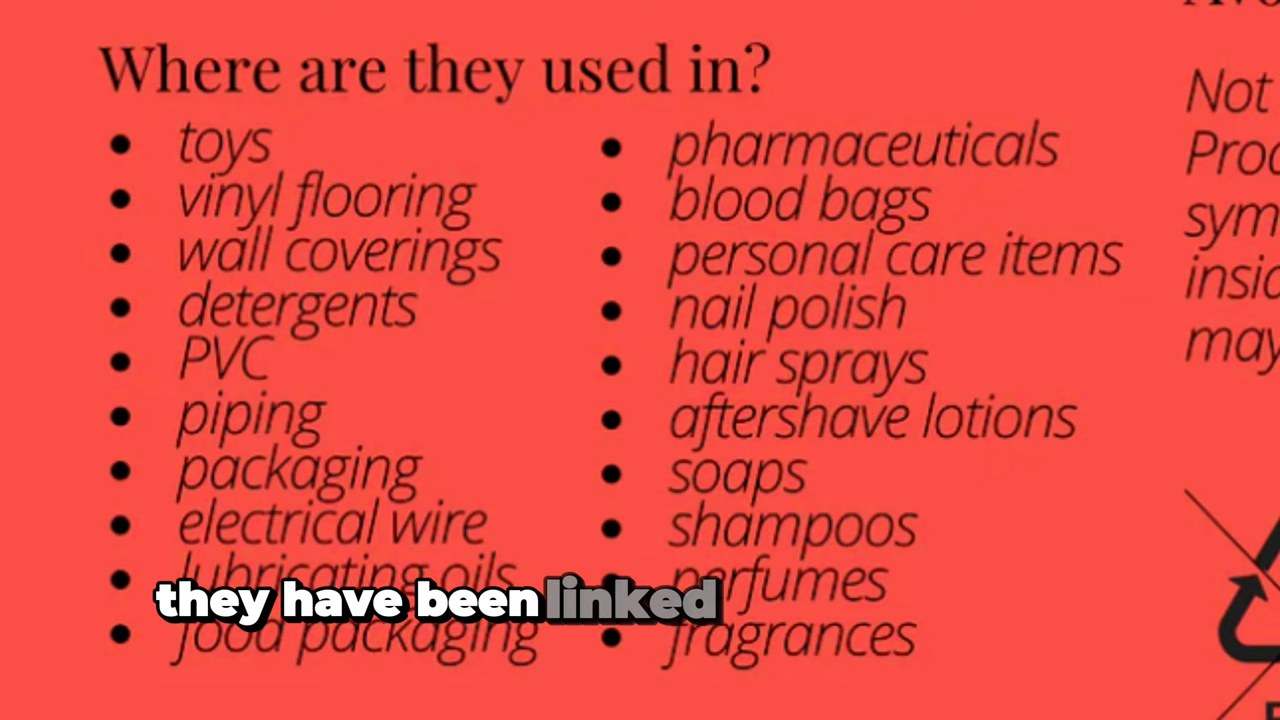 Where are they used in?
toys
vinyl flooring
wall coverings
detergents
PVC
piping
packaging
electrical wire
lubricating oils
food packaging
pharmaceuticals
blood bags
personal care items
nail polish
hair sprays
aftershave lotions
soaps
shampoos
perfumes
fragrances
they have been linked
Not
insid
may